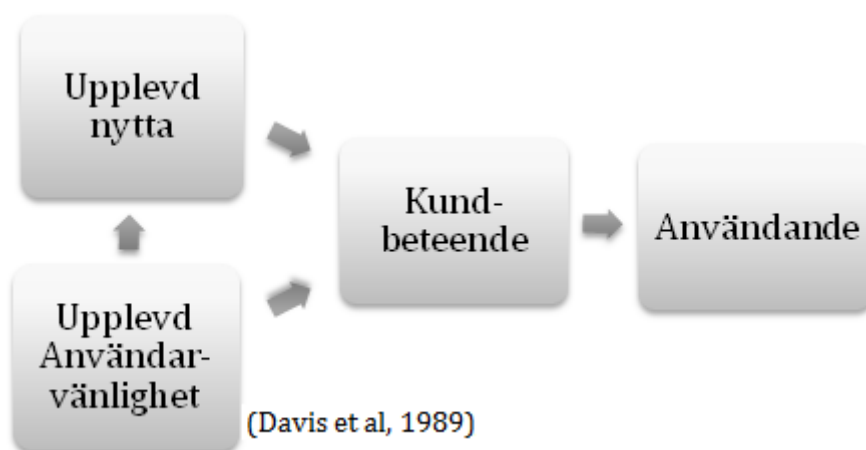 Upplevd
nytta
Kund-
beteende
Användande
Upplevd
Användar-
vänlighet
(Davis et al, 1989)